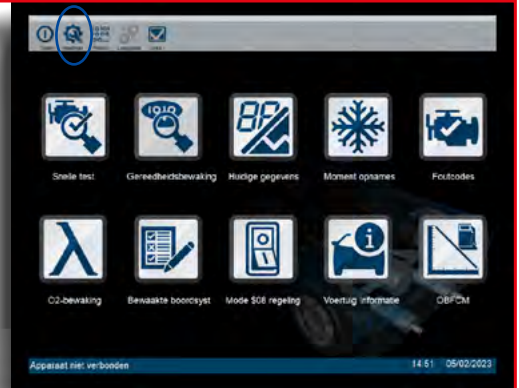 Snelle test
Gereedheidsbewaking
Huidige gegevens
Moment opnames
Foutcodes
O2-bewaking
Bewaakte boordsyst
Mode $08 regeling
Voertuig informatie
OBFCM
Apparaat niet verbonden
14:51 05/02/2023